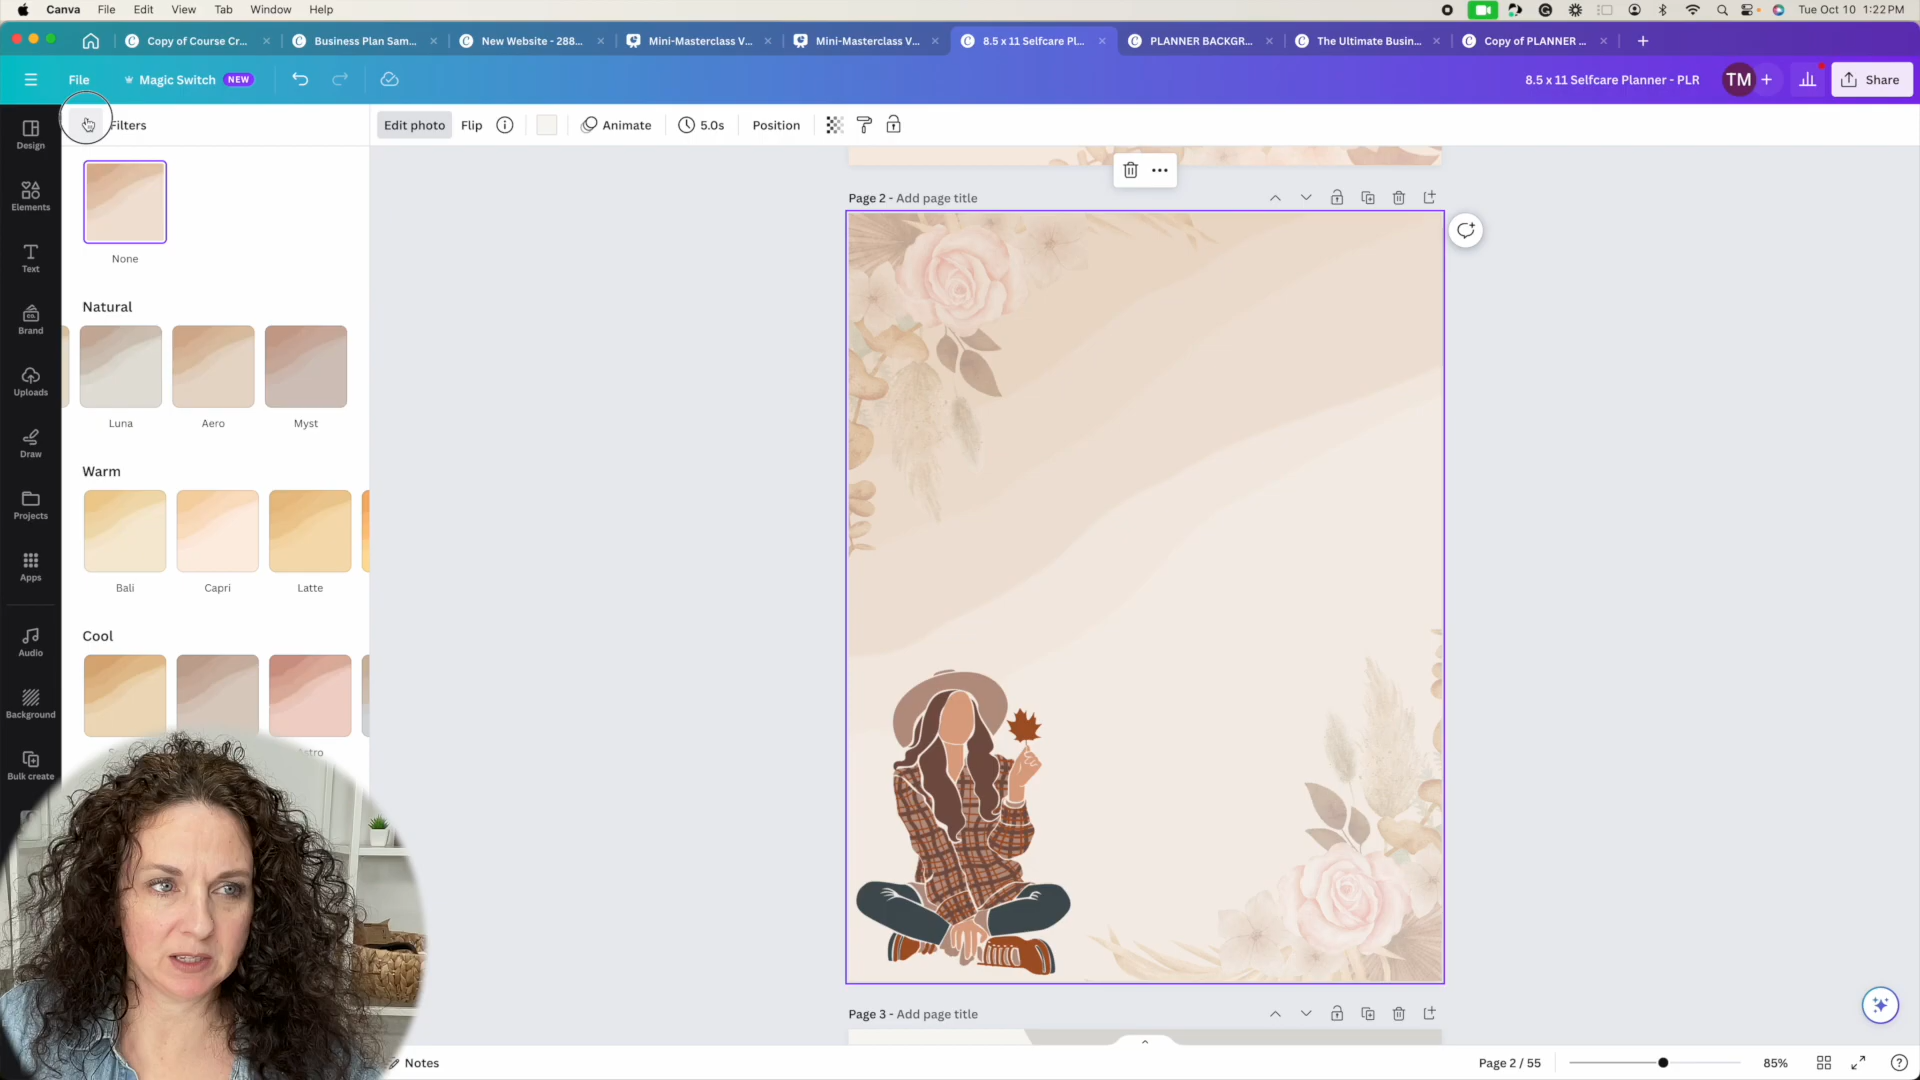 Canva File Edit View Tab Window Help Tue Oct 10 1:22 PM
Copy of Course Cr... Business Plan Sam... New Website - 288... Mini-Masterclass V... Mini-Masterclass V... 8.5 x 11 Selfcare Pl... PLANNER BACKGR... The Ultimate Busin... Copy of PLANNER ...
File Magic Switch NEW 8.5 x 11 Selfcare Planner - PLR TM Share
Filters Edit photo Flip Animate 5.0s Position
Design
Elements
Text
Brand
Uploads
Draw
Projects
Apps
Audio
Background
Bulk create
None
Natural
Luna Aero Myst
Warm
Bali Capri Latte
Cool
Page 2 - Add page title
Page 3 - Add page title
Notes Page 2 / 55 85%